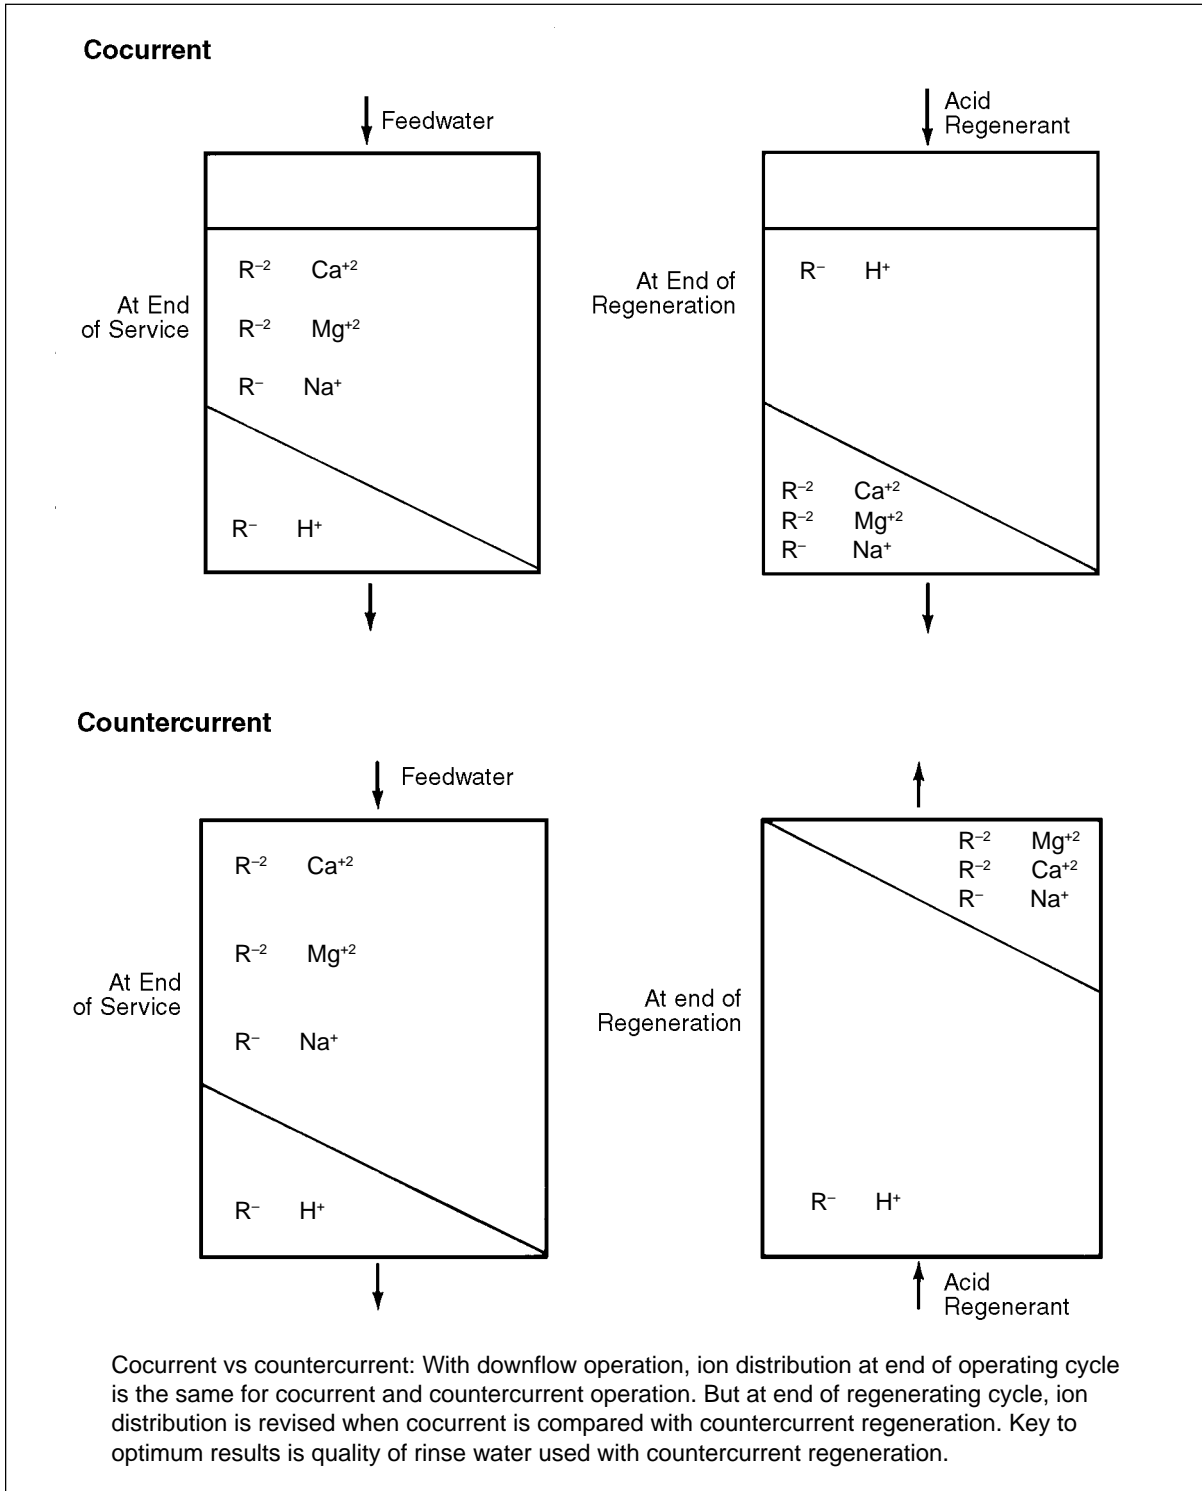 Cocurrent
Feedwater
Acid
Regenerant
At End
of Service
R⁻² Ca⁺²
R⁻² Mg⁺²
R⁻ Na⁺
R⁻ H⁺
At End of
Regeneration
R⁻ H⁺
R⁻² Ca⁺²
R⁻² Mg⁺²
R⁻ Na⁺
Countercurrent
Feedwater
At End
of Service
R⁻² Ca⁺²
R⁻² Mg⁺²
R⁻ Na⁺
R⁻ H⁺
At end of
Regeneration
R⁻² Mg⁺²
R⁻² Ca⁺²
R⁻ Na⁺
R⁻ H⁺
Acid
Regenerant
Cocurrent vs countercurrent: With downflow operation, ion distribution at end of operating cycle
is the same for cocurrent and countercurrent operation. But at end of regenerating cycle, ion
distribution is revised when cocurrent is compared with countercurrent regeneration. Key to
optimum results is quality of rinse water used with countercurrent regeneration.